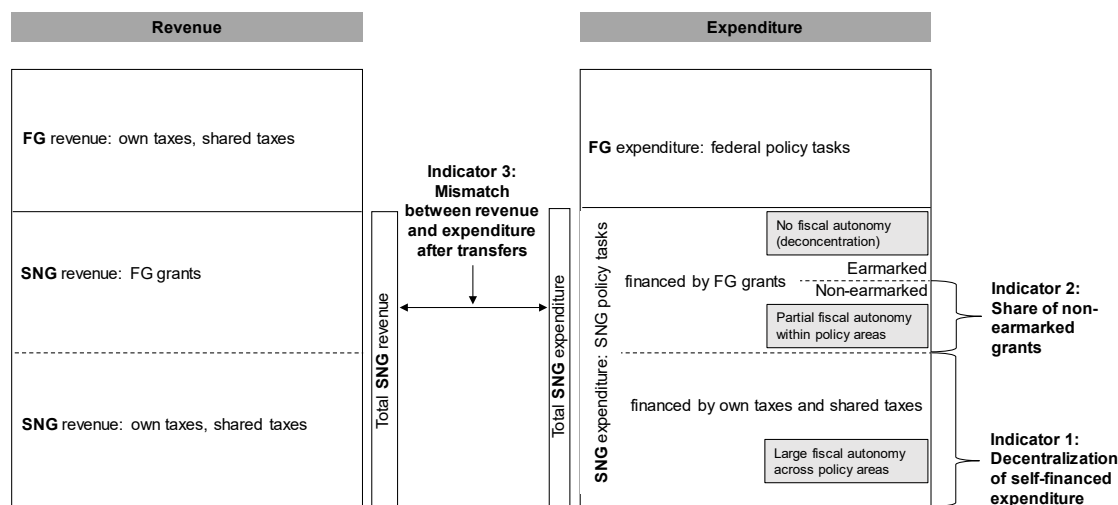 Revenue
Expenditure
FG revenue: own taxes, shared taxes
SNG revenue: FG grants
SNG revenue: own taxes, shared taxes
Total SNG revenue
Indicator 3:
Mismatch
between revenue
and expenditure
after transfers
Total SNG expenditure
FG expenditure: federal policy tasks
SNG expenditure: SNG policy tasks
No fiscal autonomy
(deconcentration)
Earmarked
financed by FG grants
Non-earmarked
Partial fiscal autonomy
within policy areas
financed by own taxes and shared taxes
Large fiscal autonomy
across policy areas
Indicator 2:
Share of non-
earmarked
grants
Indicator 1:
Decentralization
of self-financed
expenditure